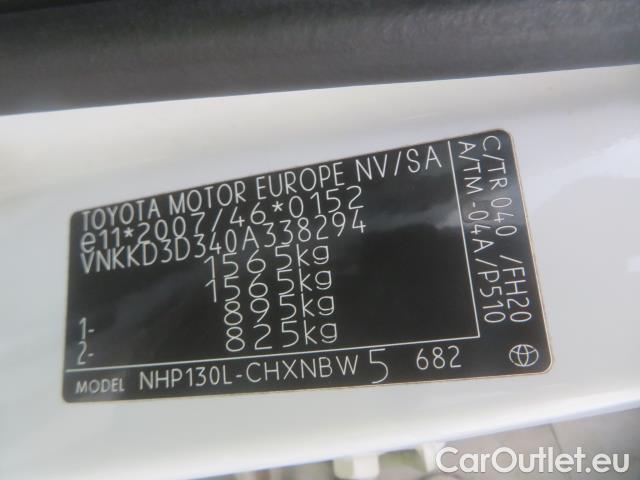 TOYOTA MOTOR EUROPE NV/SA
e11*2007/46*0152
VNKKD3D340A338294
1565kg
1565kg
1- 895kg
2- 825kg
MODEL NHP130L-CHXNBW 5 682
C/TR 040 /FH20
A/TM -04A/P510
CarOutlet.eu